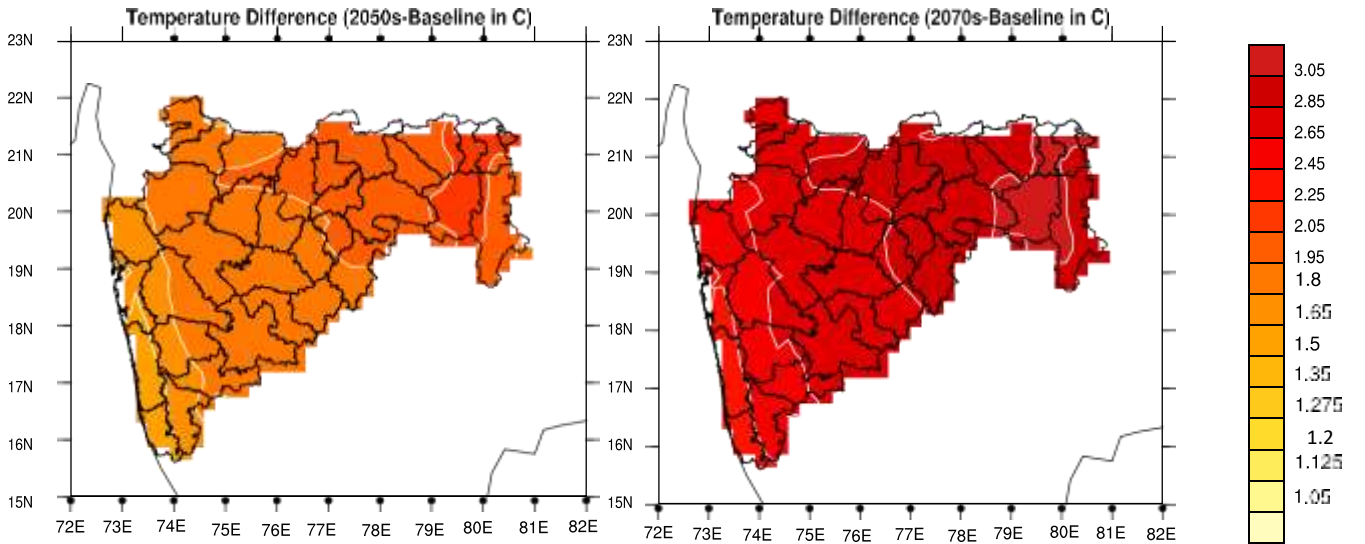 Temperature Difference (2050s-Baseline in C)
Temperature Difference (2070s-Baseline in C)
23N
22N
21N
20N
19N
18N
17N
16N
15N
72E 73E 74E 75E 76E 77E 78E 79E 80E 81E 82E
23N
22N
21N
20N
19N
18N
17N
16N
15N
72E 73E 74E 75E 76E 77E 78E 79E 80E 81E 82E
3.05
2.85
2.65
2.45
2.25
2.05
1.95
1.8
1.65
1.5
1.35
1.275
1.2
1.125
1.05